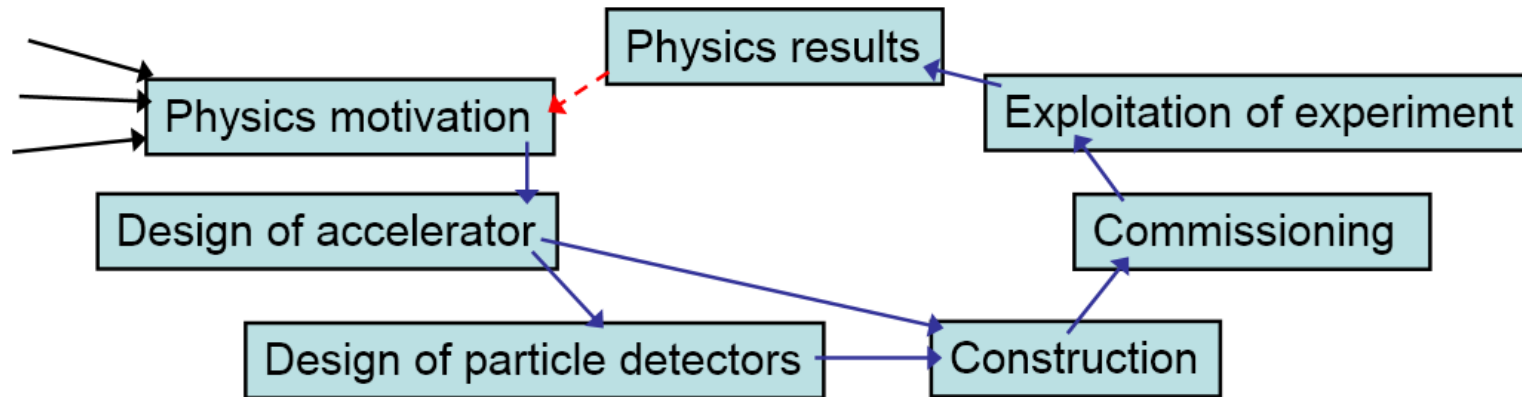 Physics results
Physics motivation
Exploitation of experiment
Design of accelerator
Commissioning
Design of particle detectors
Construction